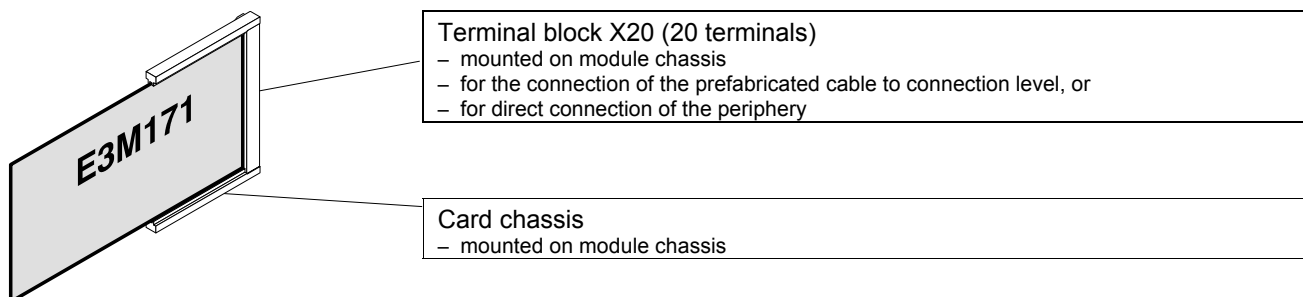 E3M171
Terminal block X20 (20 terminals)
– mounted on module chassis
– for the connection of the prefabricated cable to connection level, or
– for direct connection of the periphery
Card chassis
– mounted on module chassis